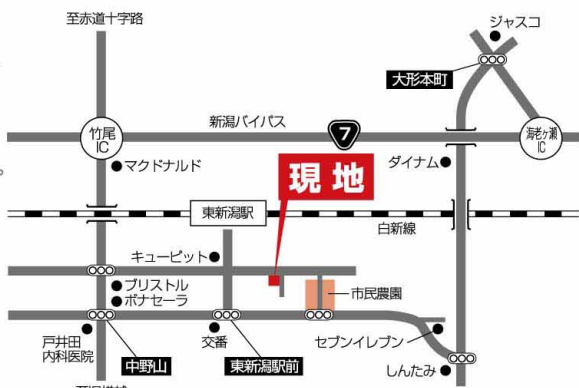 至赤道十字路
ジャスコ
大形本町
竹尾
IC
新潟バイパス
7
海老ヶ瀬
IC
マクドナルド
現地
ダイナム
東新潟駅
白新線
キューピット
ブリストル
ボナセーラ
市民農園
戸井田
内科医院
中野山
交番
東新潟駅前
セブンイレブン
しんたみ